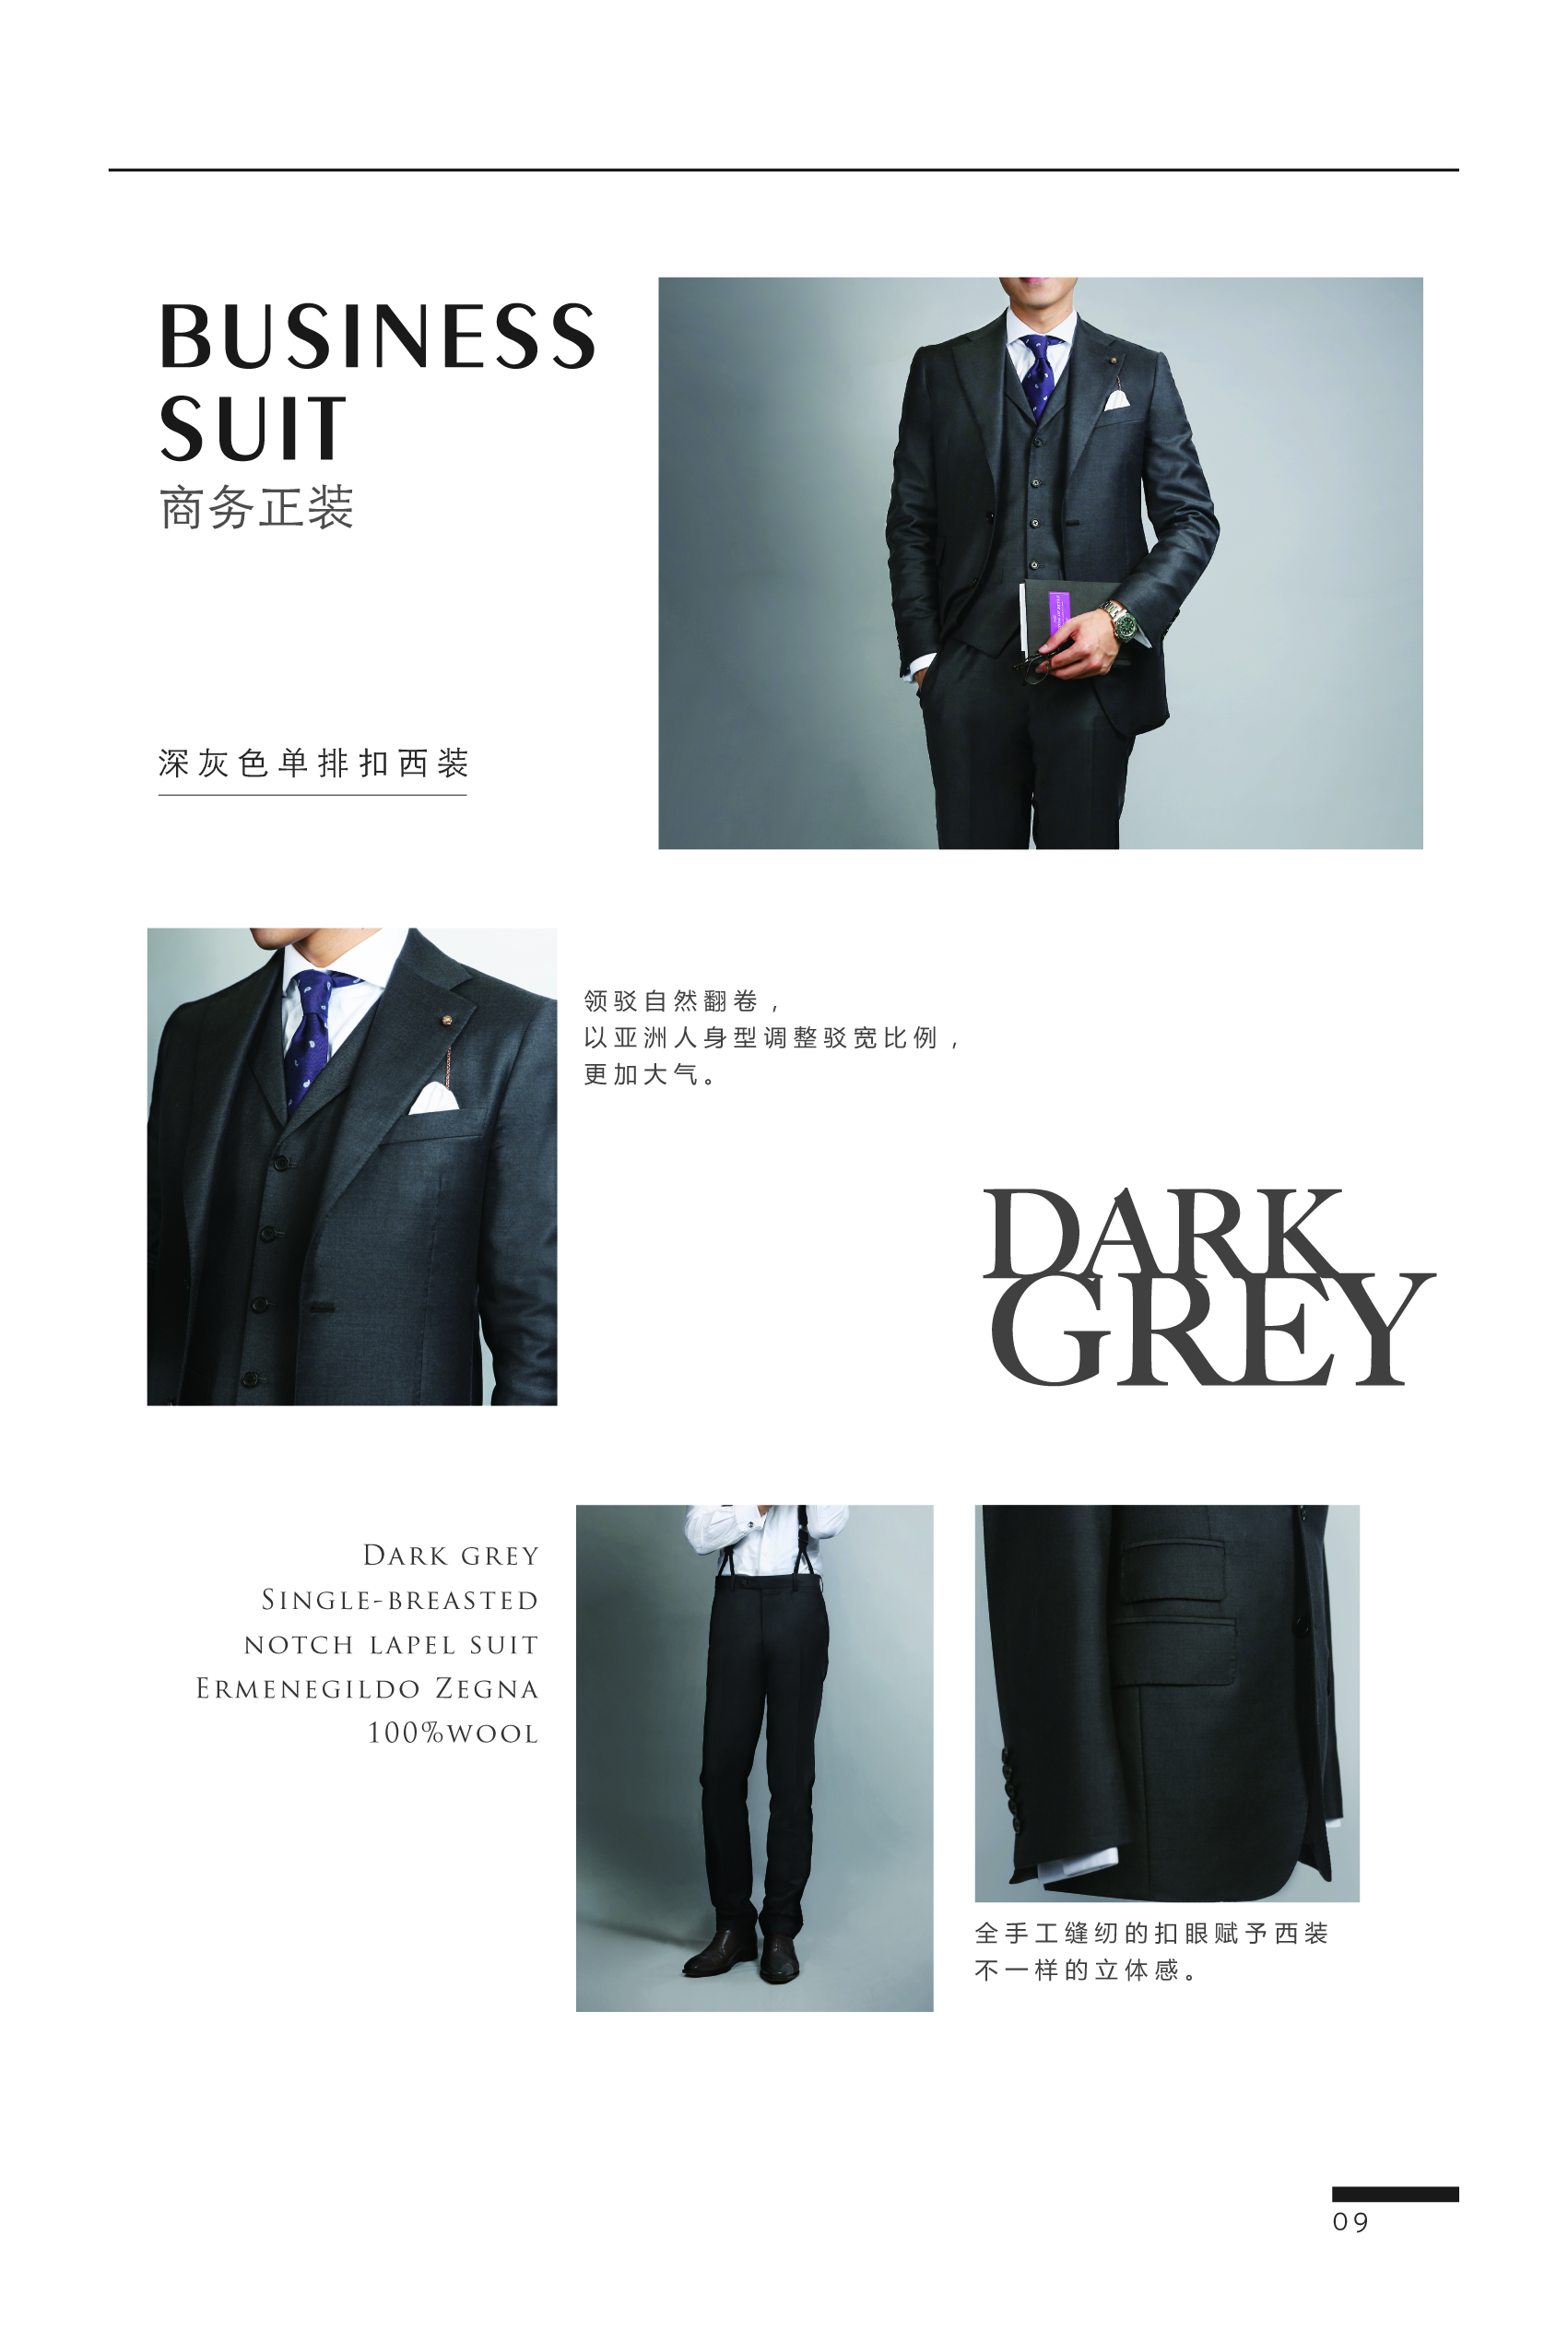 BUSINESS
SUIT
商务正装
深灰色单排扣西装
领驳自然翻卷，
以亚洲人身型调整驳宽比例，
更加大气。
DARK
GREY
DARK GREY
SINGLE-BREASTED
NOTCH LAPEL SUIT
ERMENEGILDO ZEGNA
100%WOOL
全手工缝纫的扣眼赋予西装
不一样的立体感。
09